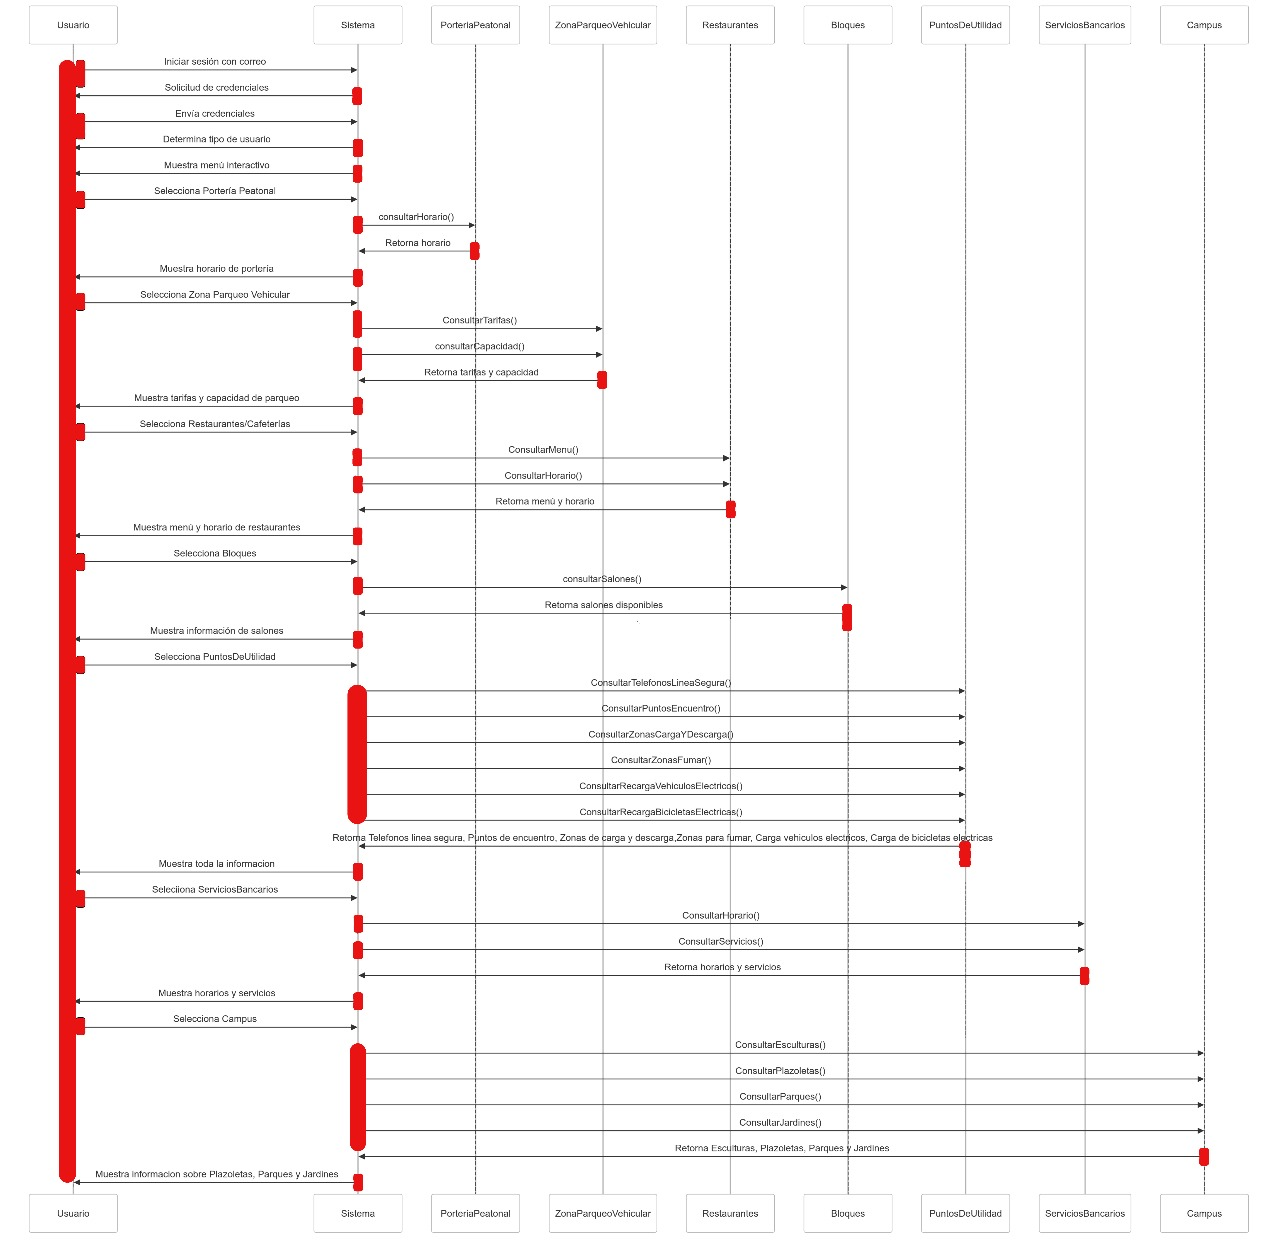 Usuario
Sistema
PorteriaPeatonal
ZonaParqueoVehicular
Restaurantes
Bloques
PuntosDeUtilidad
ServiciosBancarios
Campus
Iniciar sesión con correo
Solicitud de credenciales
Envía credenciales
Determina tipo de usuario
Muestra menú interactivo
Selecciona Portería Peatonal
consultarHorario()
Retorna horario
Muestra horario de portería
Selecciona Zona Parqueo Vehicular
ConsultarTarifas()
consultarCapacidad()
Retorna tarifas y capacidad
Muestra tarifas y capacidad de parqueo
Selecciona Restaurantes/Cafeterías
ConsultarMenu()
ConsultarHorario()
Retorna menú y horario
Muestra menú y horario de restaurantes
Selecciona Bloques
consultarSalones()
Retorna salones disponibles
Muestra información de salones
Selecciona PuntosDeUtilidad
ConsultarTelefonosLineaSegura()
ConsultarPuntosEncuentro()
ConsultarZonasCargaYDescarga()
ConsultarZonasFumar()
ConsultarRecargaVehiculosElectricos()
ConsultarRecargaBicicletasElectricas()
Retorna Telefonos linea segura, Puntos de encuentro, Zonas de carga y descarga,Zonas para fumar, Carga vehiculos electricos, Carga de bicicletas electricas
Muestra toda la informacion
Seleciiona ServiciosBancarios
ConsultarHorario()
ConsultarServicios()
Retorna horarios y servicios
Muestra horarios y servicios
Selecciona Campus
ConsultarEsculturas()
ConsultarPlazoletas()
ConsultarParques()
ConsultarJardines()
Retorna Esculturas, Plazoletas, Parques y Jardines
Muestra informacion sobre Plazoletas, Parques y Jardines
Usuario
Sistema
PorteriaPeatonal
ZonaParqueoVehicular
Restaurantes
Bloques
PuntosDeUtilidad
ServiciosBancarios
Campus